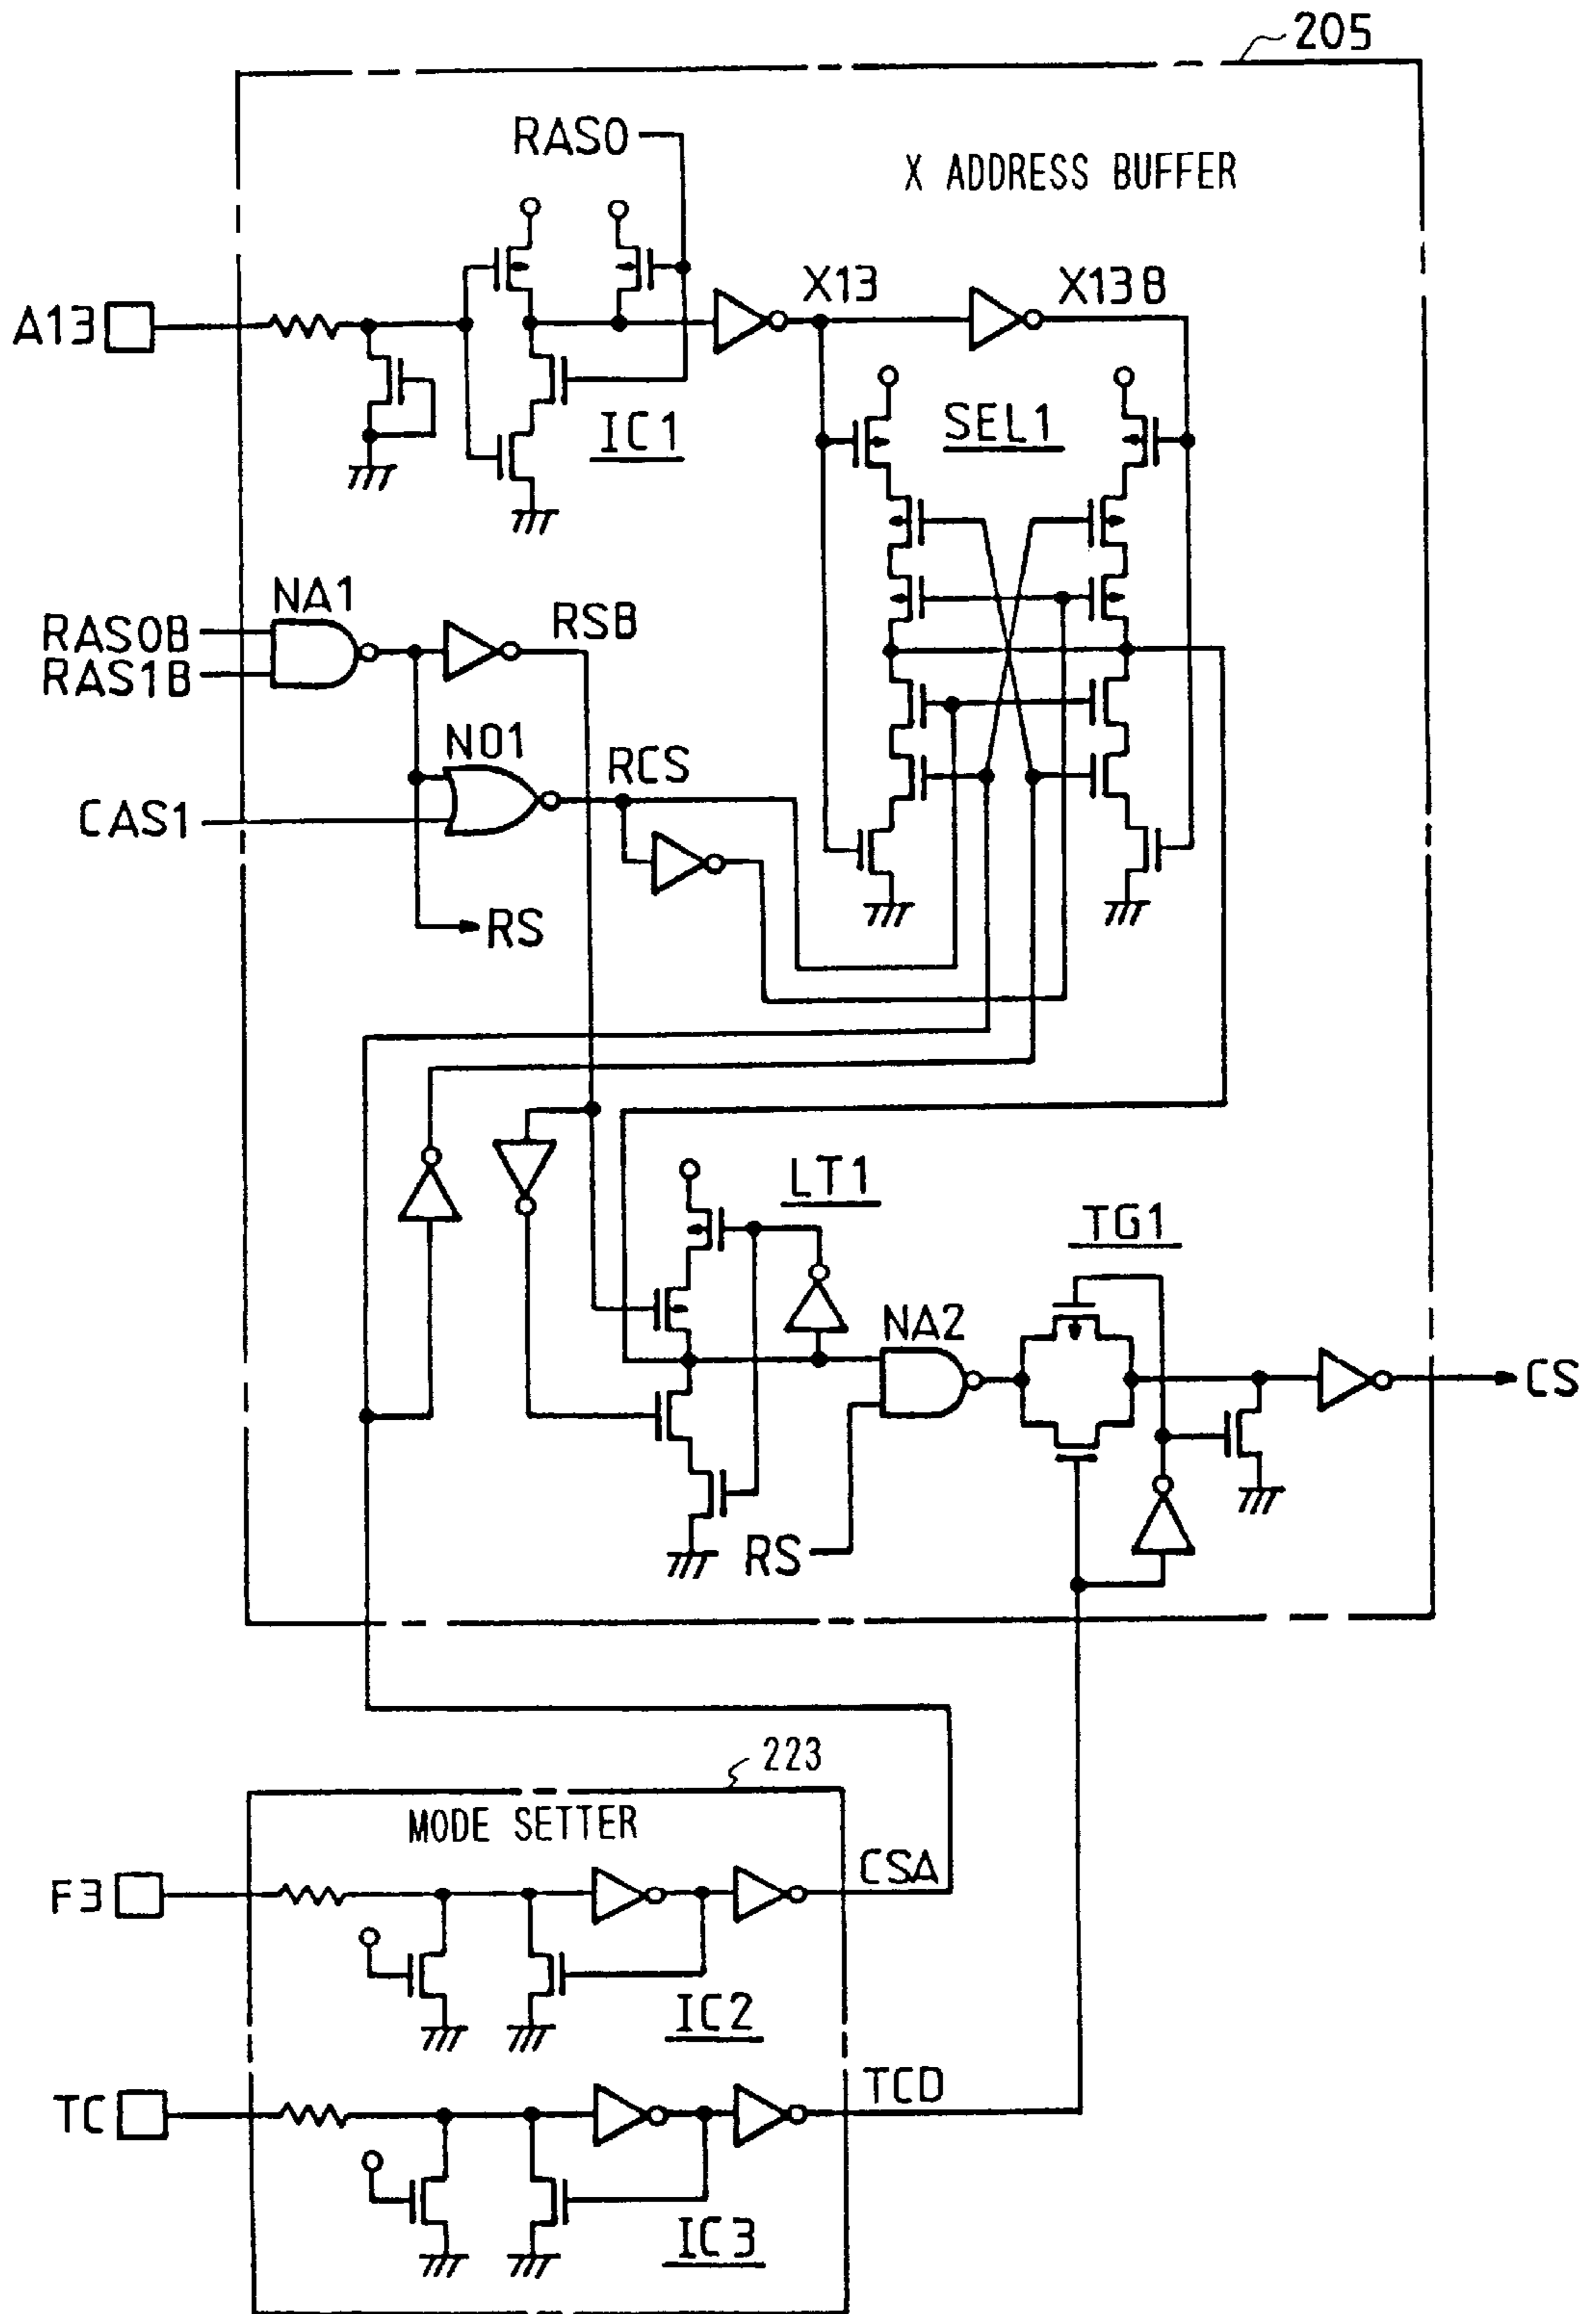 205
RAS0
X ADDRESS BUFFER
X13
X13B
A13
SEL1
IC1
NA1
RAS0B
RSB
RAS1B
NO1
RCS
CAS1
RS
LT1
TG1
NA2
CS
RS
223
MODE SETTER
CSA
F3
IC2
TCD
TC
IC3